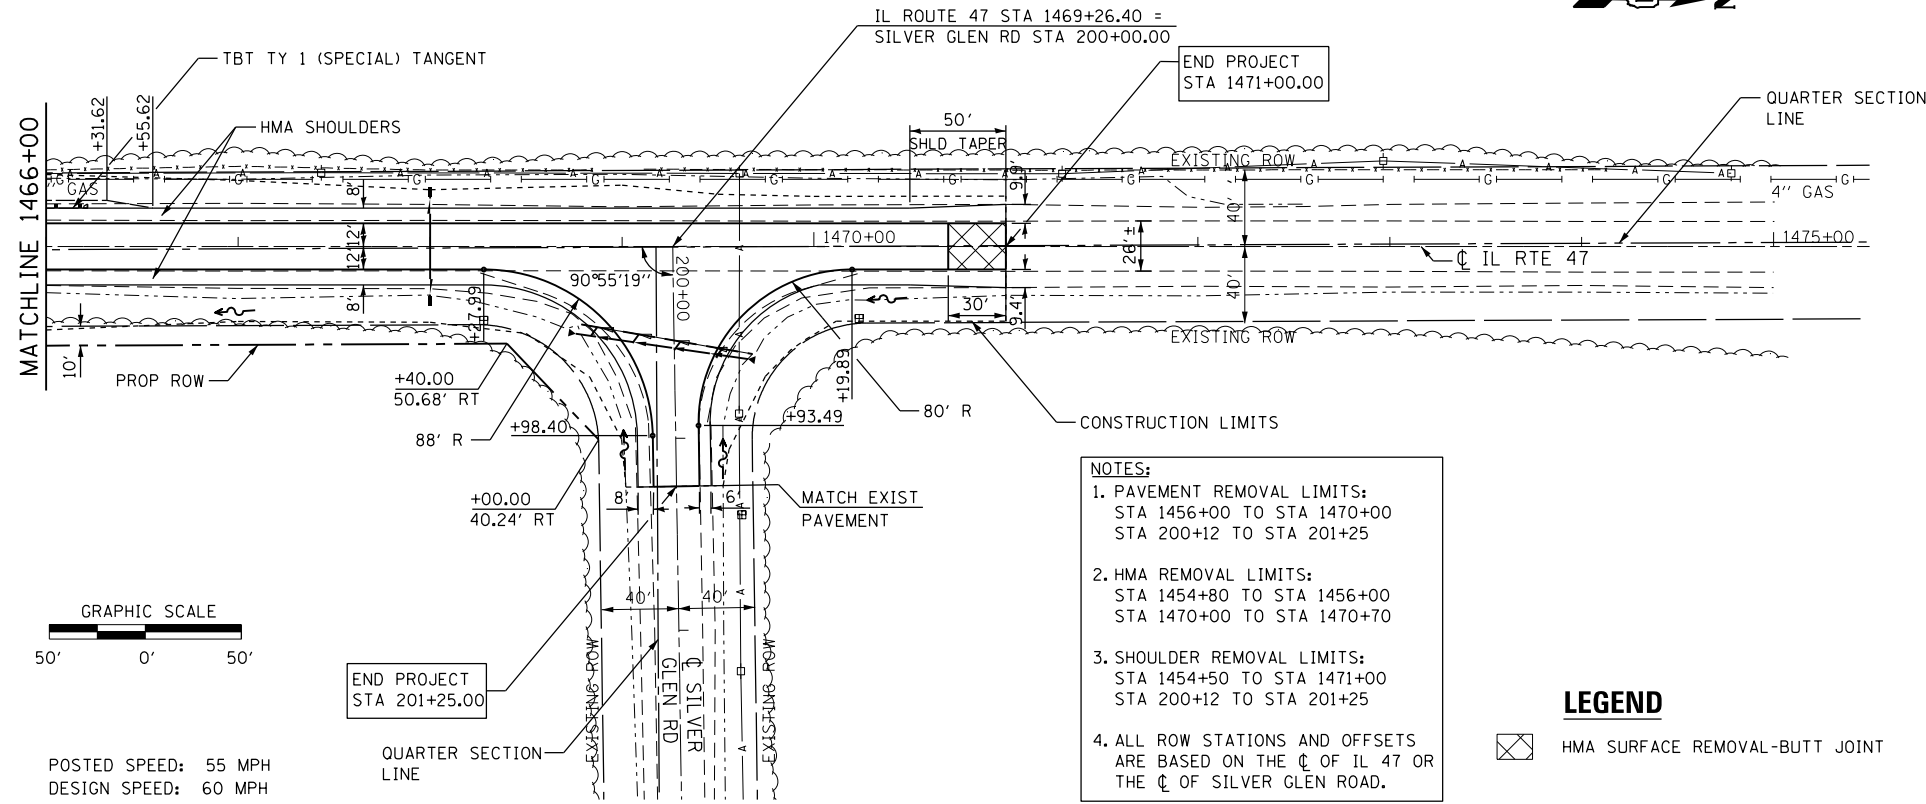 IL ROUTE 47 STA 1469+26.40 =
SILVER GLEN RD STA 200+00.00
Z
TBT TY 1 (SPECIAL) TANGENT
END PROJECT
STA 1471+00.00
QUARTER SECTION
LINE
MATCHLINE 1466+00
+31.62
+55.62
HMA SHOULDERS
50'
SHLD TAPER
EXISTING ROW
G
GAS
A
G
A
G
A
G
A
G
A
G
A
G
A
G
A
G
A
G
A
G
A
G
4'' GAS
8'
9.9'
40'
12'
12'
1470+00
26'±
1475+00
℄ IL RTE 47
90°55'19''
200+00
8'
+27.99
30'
9.4'
40'
EXISTING ROW
10'
PROP ROW
+40.00
50.68' RT
+19.89
80' R
88' R
+98.40
+93.49
CONSTRUCTION LIMITS
+00.00
40.24' RT
8'
6'
MATCH EXIST
PAVEMENT
A
A
A
A
A
40'
40'
EXISTING ROW
℄ SILVER
GLEN RD
EXISTING ROW
GRAPHIC SCALE
50' 0' 50'
END PROJECT
STA 201+25.00
QUARTER SECTION
LINE
POSTED SPEED: 55 MPH
DESIGN SPEED: 60 MPH
NOTES:
1. PAVEMENT REMOVAL LIMITS:
STA 1456+00 TO STA 1470+00
STA 200+12 TO STA 201+25
2. HMA REMOVAL LIMITS:
STA 1454+80 TO STA 1456+00
STA 1470+00 TO STA 1470+70
3. SHOULDER REMOVAL LIMITS:
STA 1454+50 TO STA 1471+00
STA 200+12 TO STA 201+25
4. ALL ROW STATIONS AND OFFSETS
ARE BASED ON THE ℄ OF IL 47 OR
THE ℄ OF SILVER GLEN ROAD.
LEGEND
HMA SURFACE REMOVAL-BUTT JOINT